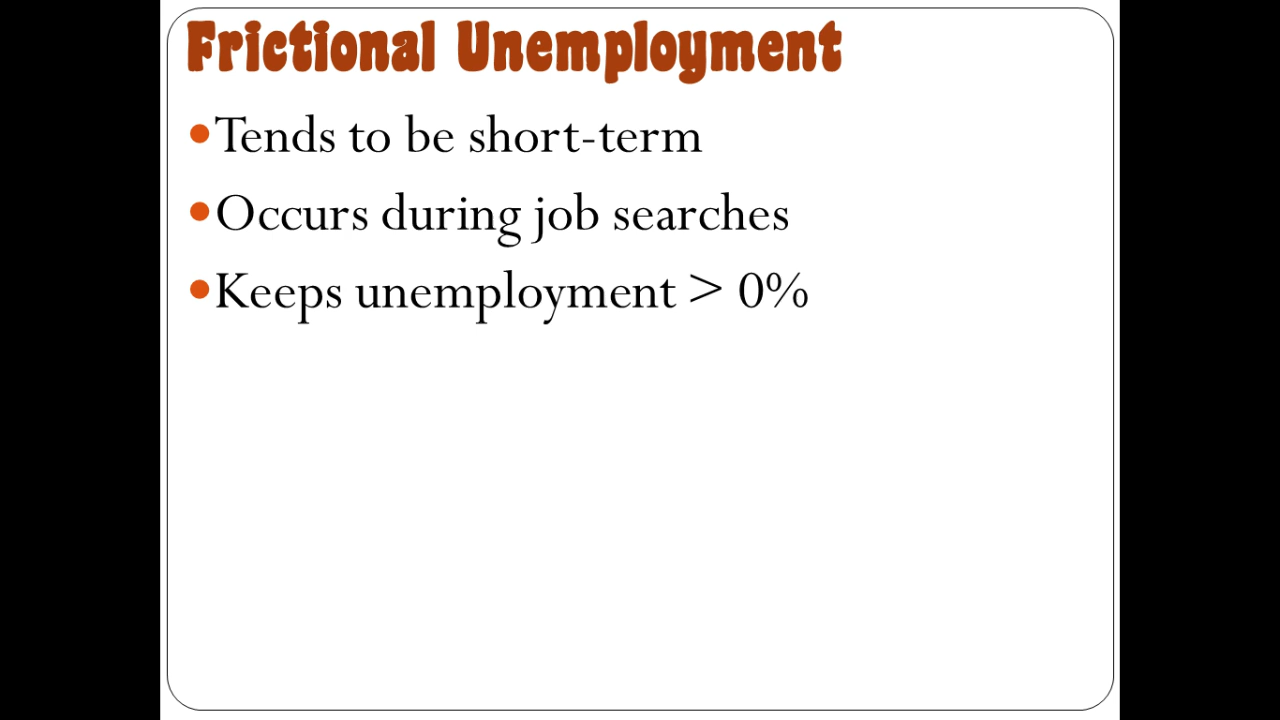 Frictional Unemployment
•Tends to be short-term
•Occurs during job searches
•Keeps unemployment > 0%